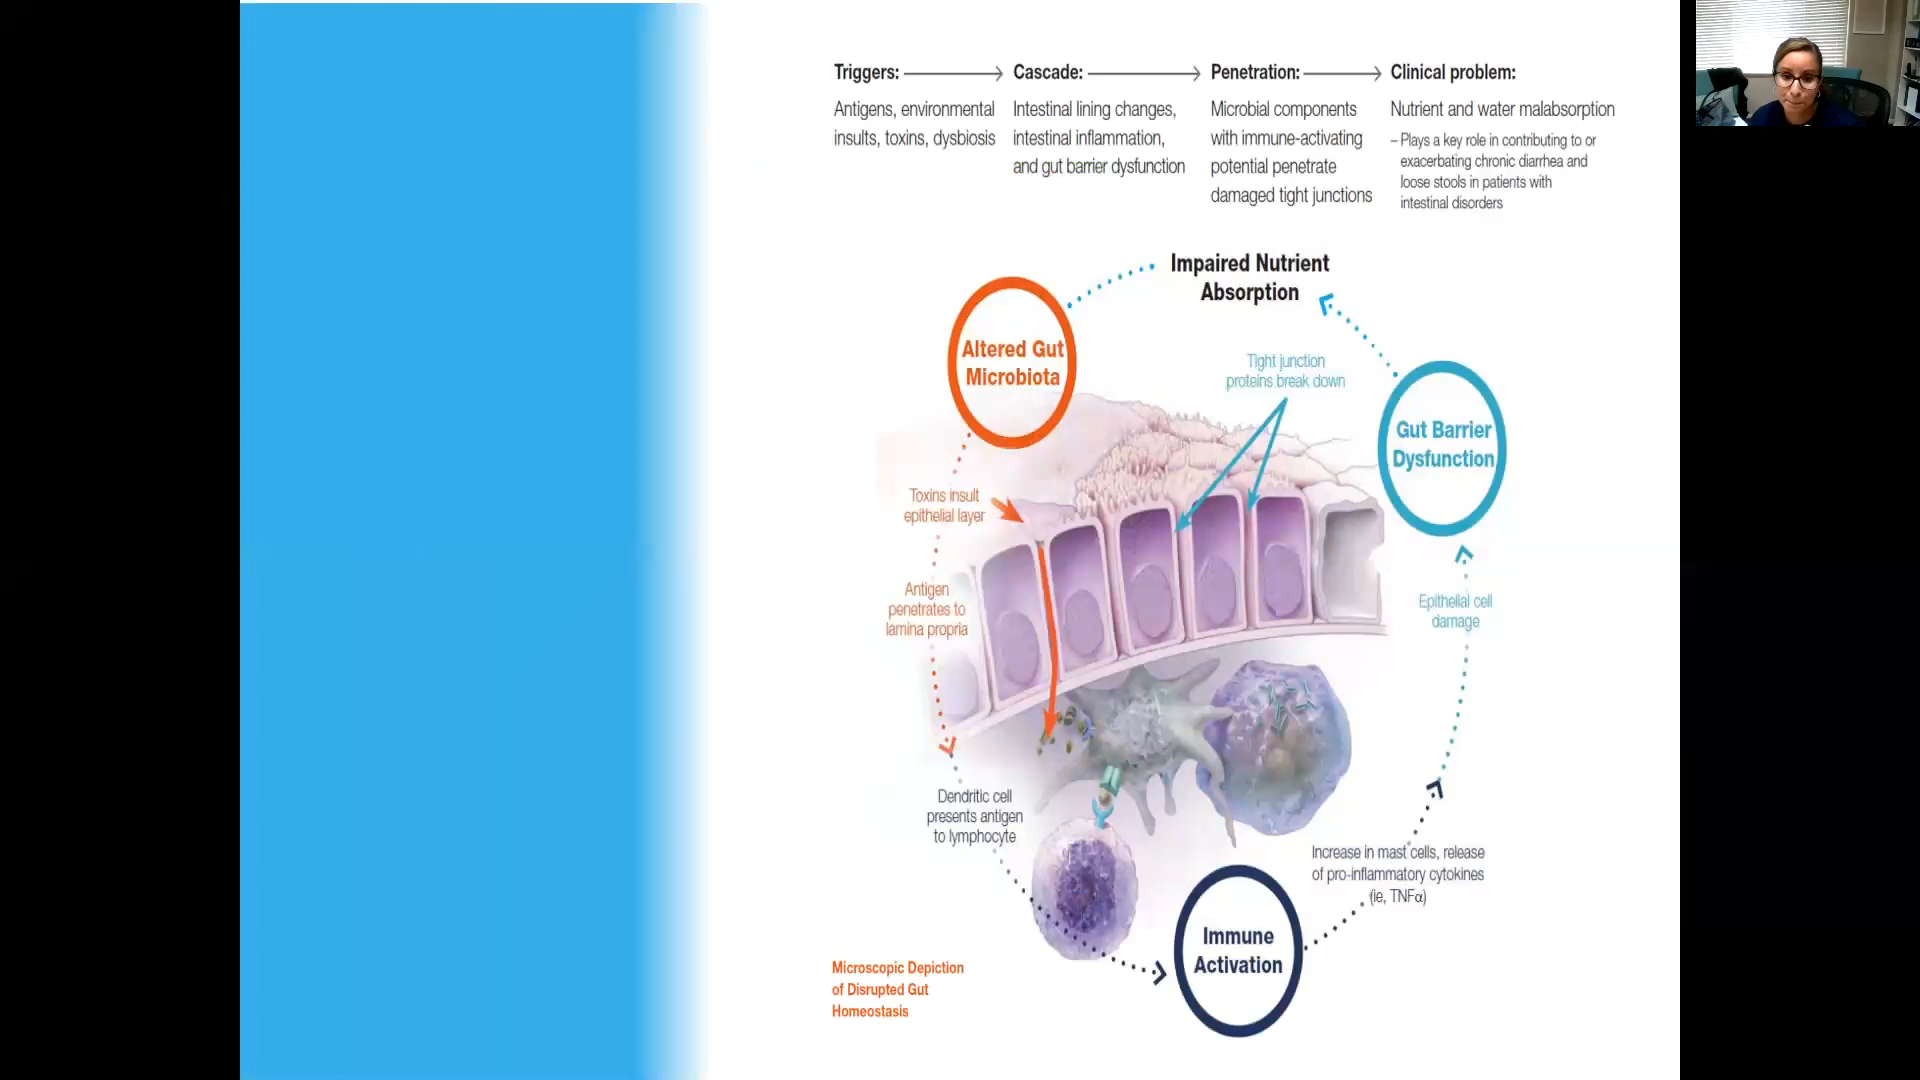 Triggers:
Antigens, environmental
insults, toxins, dysbiosis
Cascade:
Intestinal lining changes,
intestinal inflammation,
and gut barrier dysfunction
Penetration:
Microbial components
with immune-activating
potential penetrate
damaged tight junctions
Clinical problem:
Nutrient and water malabsorption
– Plays a key role in contributing to or
exacerbating chronic diarrhea and
loose stools in patients with
intestinal disorders
Impaired Nutrient
Absorption
Altered Gut
Microbiota
Tight junction
proteins break down
Gut Barrier
Dysfunction
Toxins insult
epithelial layer
Antigen
penetrates to
lamina propria
Epithelial cell
damage
Dendritic cell
presents antigen
to lymphocyte
Increase in mast cells, release
of pro-inflammatory cytokines
(ie, TNFα)
Immune
Activation
Microscopic Depiction
of Disrupted Gut
Homeostasis